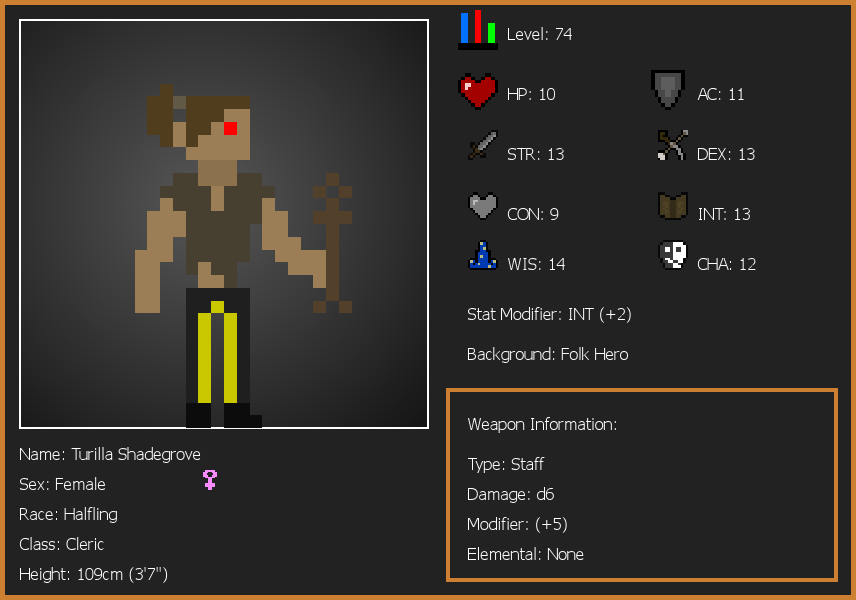 Level: 74
HP: 10
AC: 11
STR: 13
DEX: 13
CON: 9
INT: 13
WIS: 14
CHA: 12
Stat Modifier: INT (+2)
Background: Folk Hero
Weapon Information:
Type: Staff
Damage: d6
Modifier: (+5)
Elemental: None
Name: Turilla Shadegrove
Sex: Female
Race: Halfling
Class: Cleric
Height: 109cm (3'7")